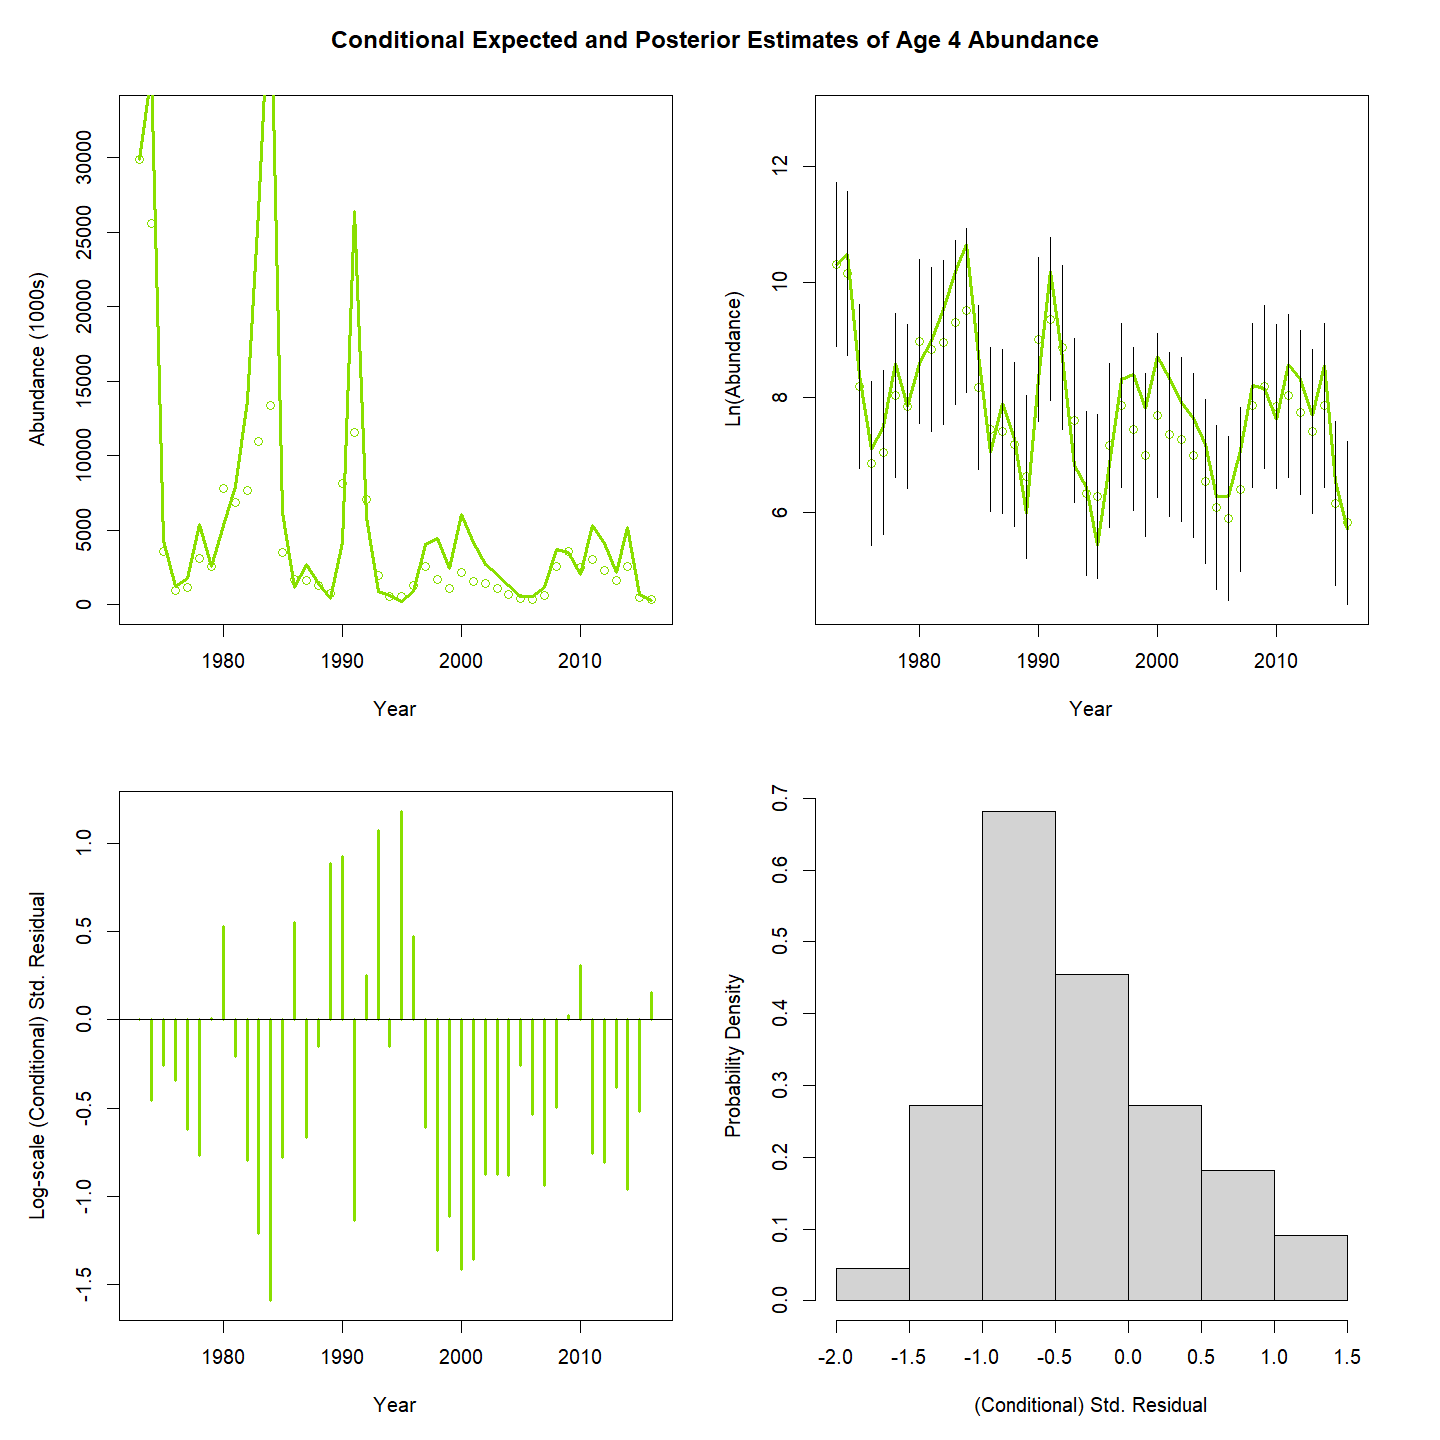 Conditional Expected and Posterior Estimates of Age 4 Abundance
Abundance (1000s)
30000
25000
20000
15000
10000
5000
0
1980 1990 2000 2010
Year
Ln(Abundance)
12
10
8
6
1980 1990 2000 2010
Year
Log-scale (Conditional) Std. Residual
1.0
0.5
0.0
-0.5
-1.0
-1.5
1980 1990 2000 2010
Year
Probability Density
0.7
0.6
0.5
0.4
0.3
0.2
0.1
0.0
-2.0 -1.5 -1.0 -0.5 0.0 0.5 1.0 1.5
(Conditional) Std. Residual